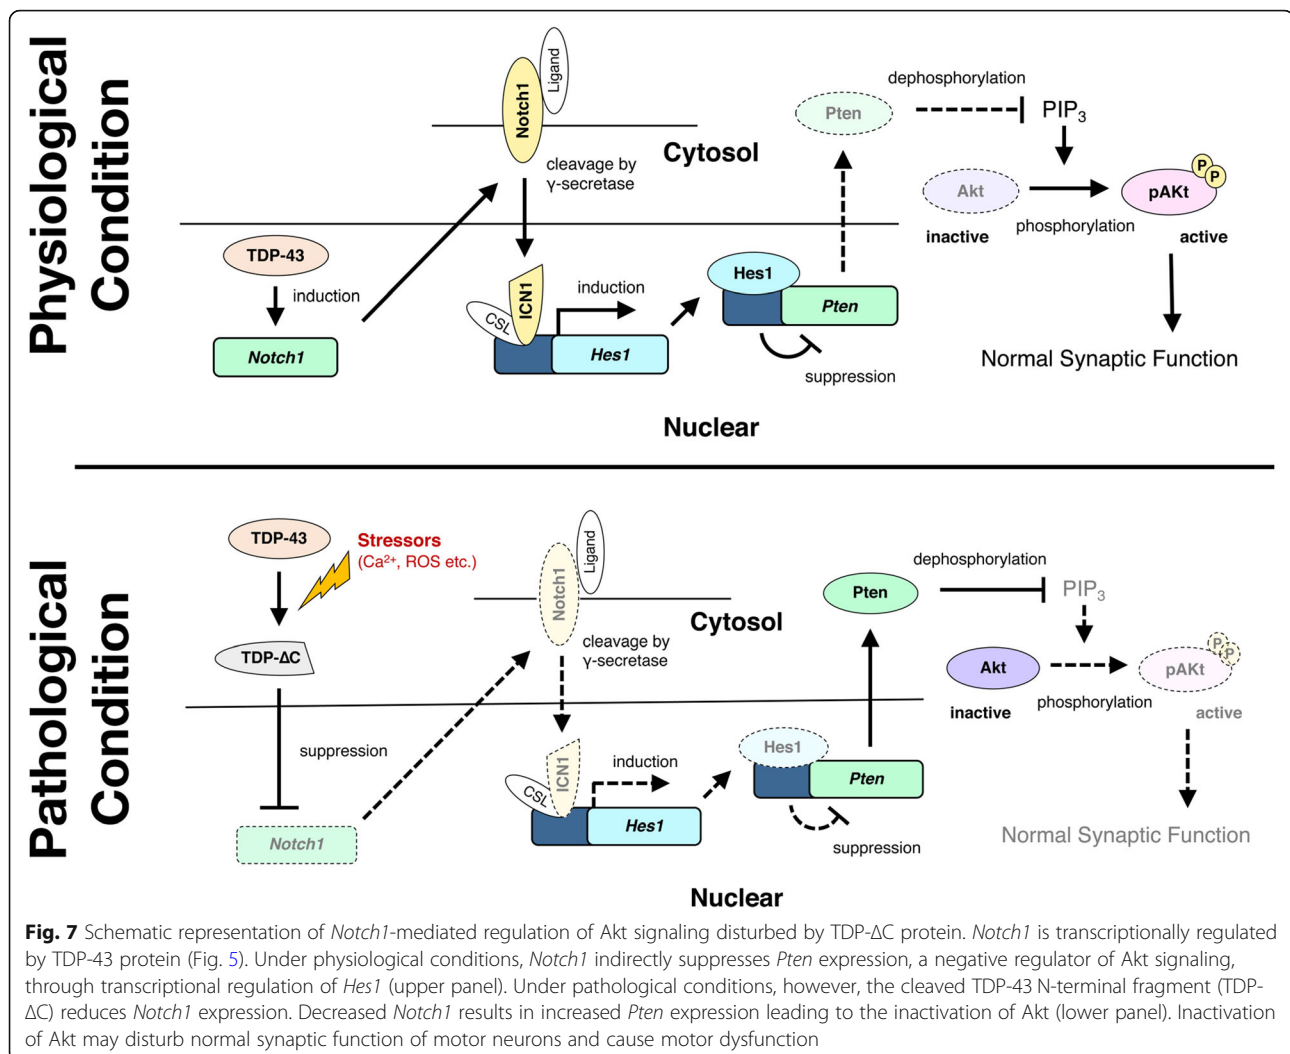 Physiological
Condition
Notch1
Ligand
Cytosol
cleavage by
γ-secretase
TDP-43
induction
Notch1
ICN1
CSL
induction
Hes1
Hes1
Pten
suppression
Pten
dephosphorylation
PIP3
Akt
pAKt
P
P
inactive
phosphorylation
active
Normal Synaptic Function
Nuclear
Pathological
Condition
TDP-43
Stressors
(Ca²⁺, ROS etc.)
TDP-ΔC
suppression
Notch1
Notch1
Ligand
Cytosol
cleavage by
γ-secretase
ICN1
CSL
induction
Hes1
Hes1
Pten
suppression
Pten
dephosphorylation
PIP3
Akt
pAKt
P
P
inactive
phosphorylation
active
Normal Synaptic Function
Nuclear
Fig. 7 Schematic representation of Notch1-mediated regulation of Akt signaling disturbed by TDP-ΔC protein. Notch1 is transcriptionally regulated
by TDP-43 protein (Fig. 5). Under physiological conditions, Notch1 indirectly suppresses Pten expression, a negative regulator of Akt signaling,
through transcriptional regulation of Hes1 (upper panel). Under pathological conditions, however, the cleaved TDP-43 N-terminal fragment (TDP-
ΔC) reduces Notch1 expression. Decreased Notch1 results in increased Pten expression leading to the inactivation of Akt (lower panel). Inactivation
of Akt may disturb normal synaptic function of motor neurons and cause motor dysfunction